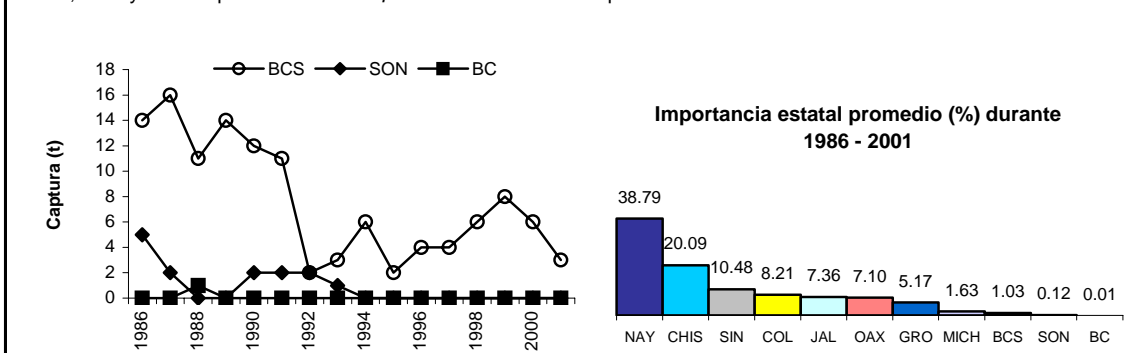 BCS SON BC
18
16
14
12
10
8
6
4
2
0
Captura (t)
1986 1988 1990 1992 1994 1996 1998 2000
Importancia estatal promedio (%) durante
1986 - 2001
38.79 20.09 10.48 8.21 7.36 7.10 5.17 1.63 1.03 0.12 0.01
NAY CHIS SIN COL JAL OAX GRO MICH BCS SON BC